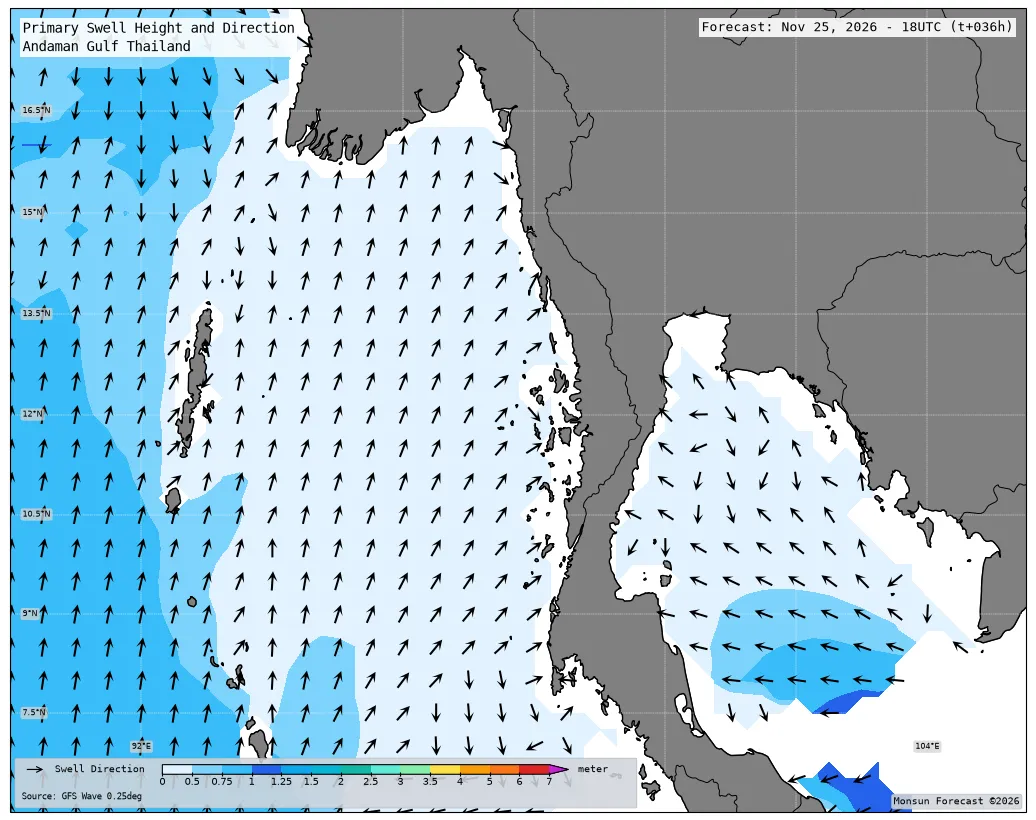 Primary Swell Height and Direction
Andaman Gulf Thailand
Forecast: Nov 25, 2026 - 18UTC (t+036h)
16.5°N
15°N
13.5°N
12°N
10.5°N
9°N
7.5°N
92°E
104°E
Swell Direction
0 0.5 0.75 1 1.25 1.5 2 2.5 3 3.5 4 5 6 7
meter
Source: GFS Wave 0.25deg
Monsun Forecast ©2026